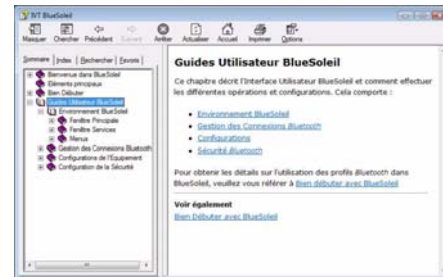 IVT BlueSoleil
Masquer Chercher Précédent Suivant Arrêter Actualiser Accueil Imprimer Options
Sommaire Index Rechercher Favoris
Bienvenue dans BlueSoleil
Eléments principaux
Bien Débuter
Guides Utilisateur BlueSoleil
Environnement BlueSoleil
Fenêtre Principale
Fenêtre Services
Menus
Gestion des Connexions Bluetooth
Configurations de l'Equipement
Configuration de la Sécurité
Guides Utilisateur BlueSoleil
Ce chapitre décrit l'Interface Utilisateur BlueSoleil et comment effectuer
les différentes opérations et configurations. Cela comporte :
Environnement BlueSoleil
Gestion des Connexions Bluetooth
Configurations
Sécurité Bluetooth
Pour obtenir les détails sur l'utilisation des profils Bluetooth dans
BlueSoleil, veuillez vous référer à Bien débuter avec BlueSoleil
Voir également
Bien Débuter avec BlueSoleil